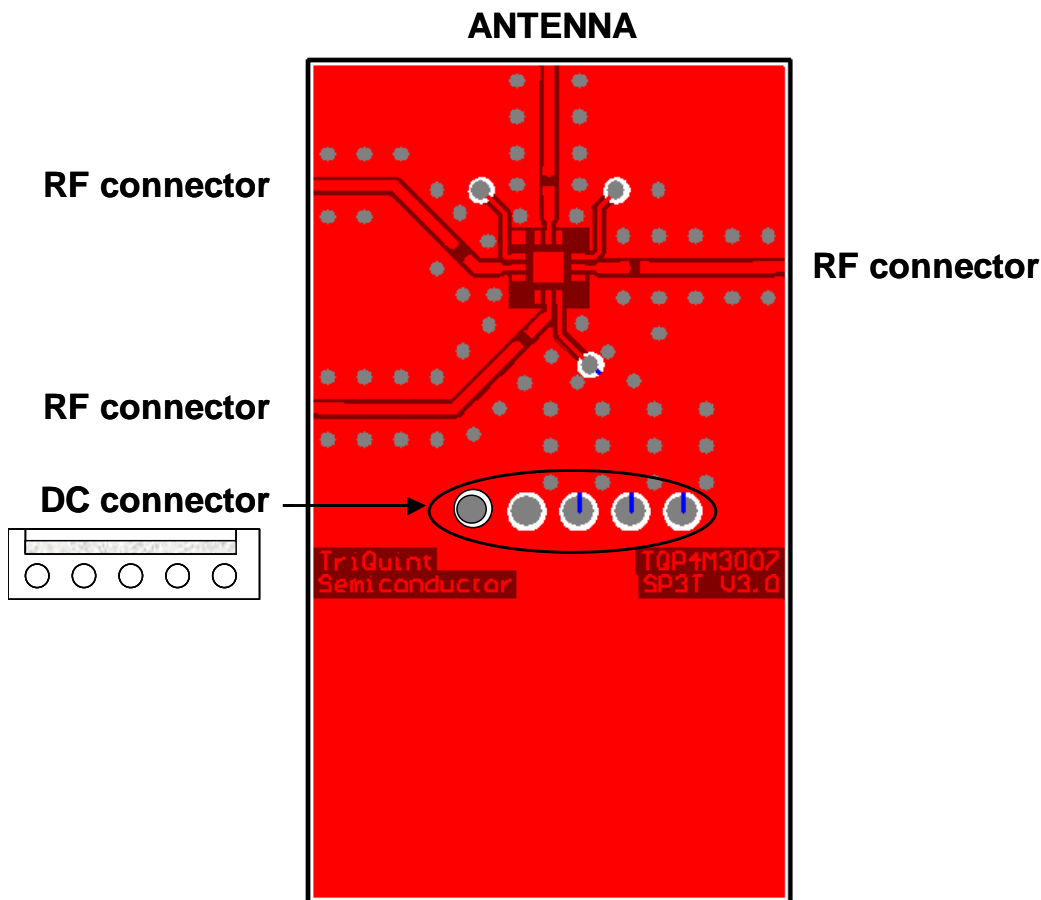 ANTENNA
RF connector
RF connector
RF connector
DC connector
TriQuint
Semiconductor
TQP4M3007
SP3T V3.0